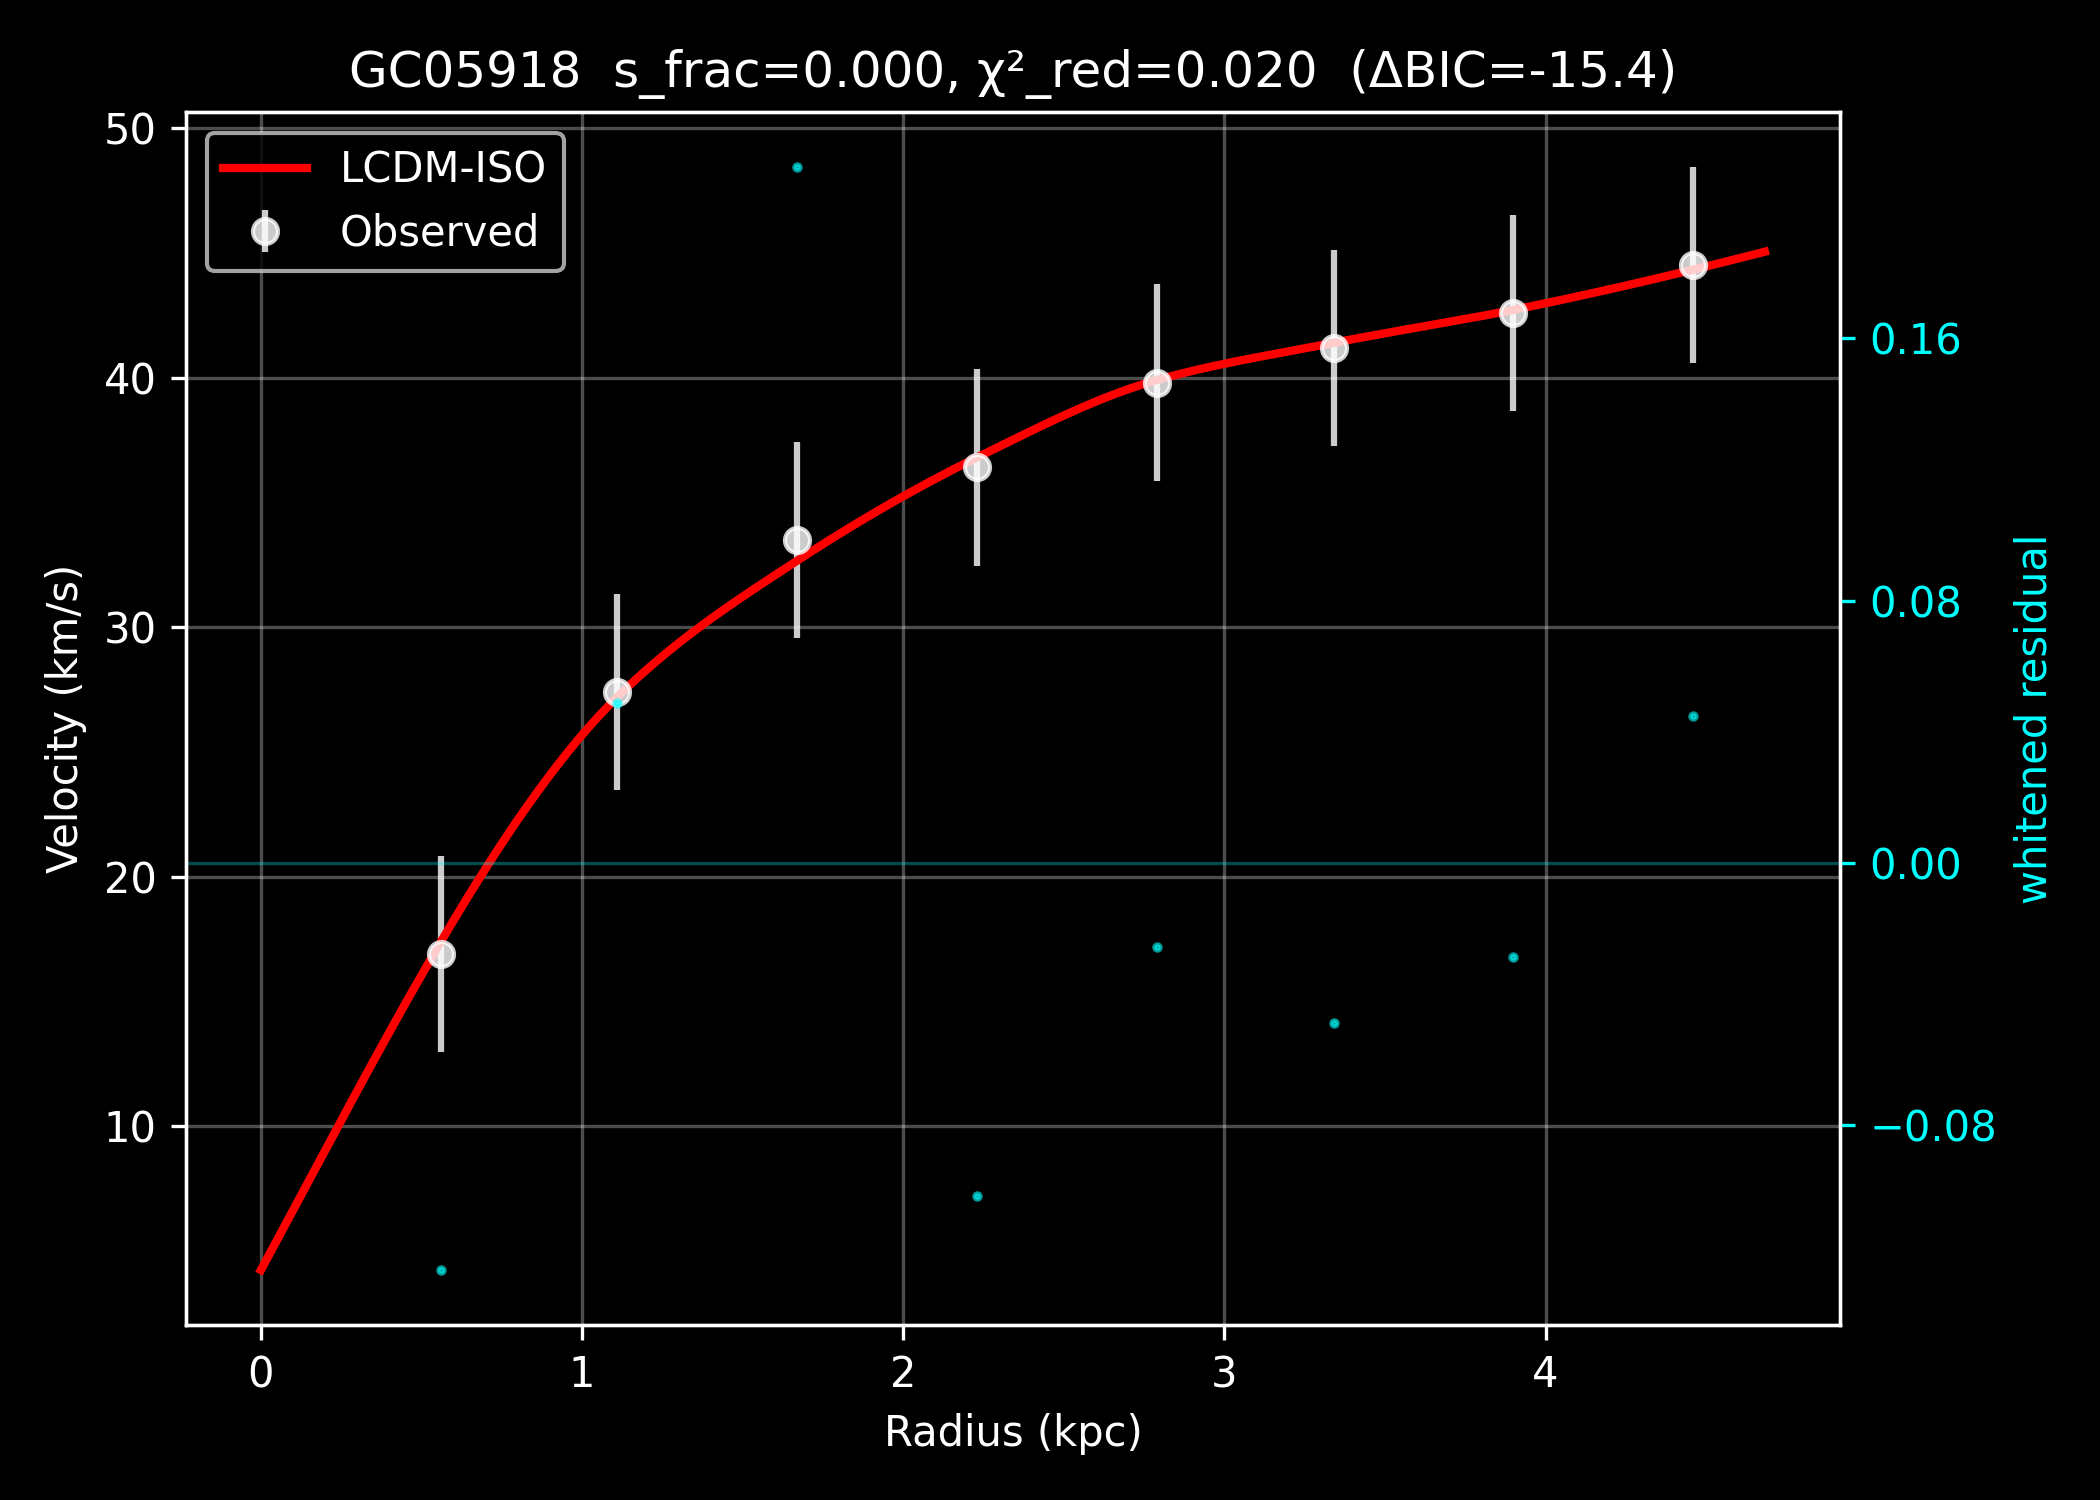 GC05918  s_frac=0.000, χ²_red=0.020  (ΔBIC=-15.4)
LCDM-ISO
Observed
50
40
30
20
10
Velocity (km/s)
0.16
0.08
0.00
−0.08
whitened residual
0 1 2 3 4
Radius (kpc)